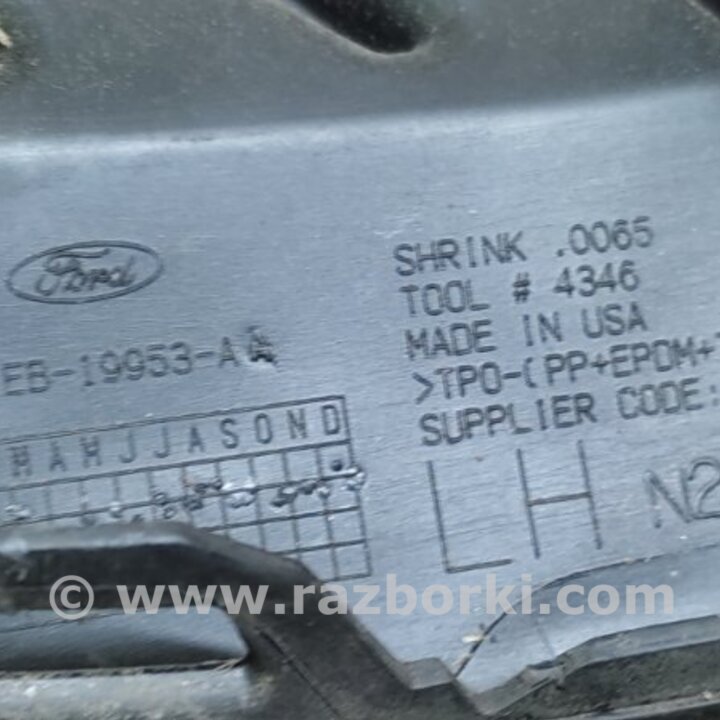 Ford
EB-19953-AA
MAMJJASOND
SHRINK .0065
TOOL # 4346
MADE IN USA
>TPO-(PP+EPDM+
SUPPLIER CODE:
LH N2
© www.razborki.com